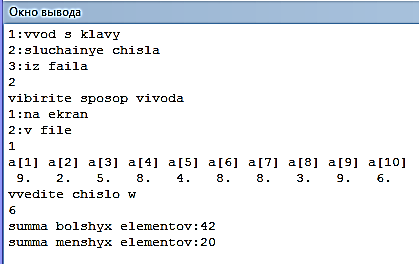 Окно вывода
1:vvod s klavy
2:sluchainye chisla
3:iz faila
2
vibirite sposop vivoda
1:na ekran
2:v file
1
a[1] a[2] a[3] a[4] a[5] a[6] a[7] a[8] a[9] a[10]
9. 2. 5. 8. 4. 8. 8. 3. 9. 6.
vvedite chislo w
6
summa bolshyx elementov:42
summa menshyx elementov:20